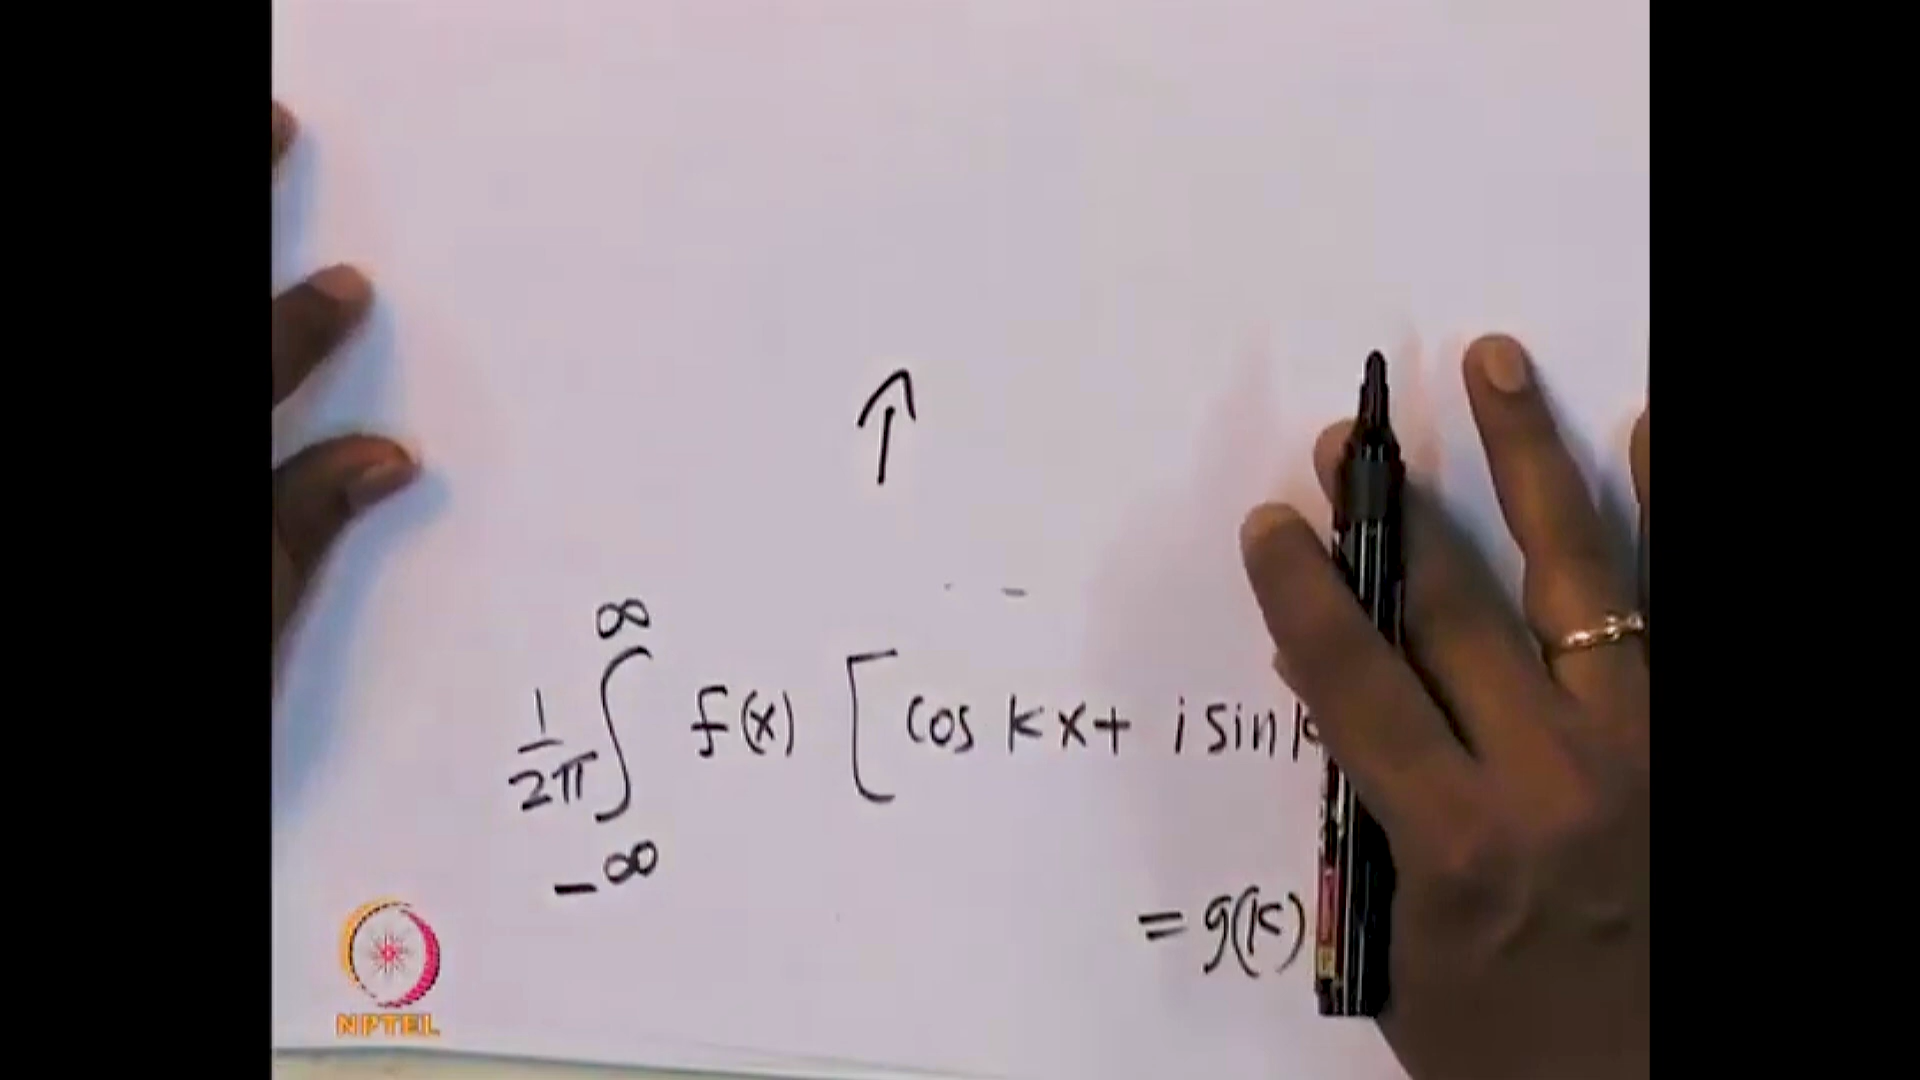 ↑
1/2π ∫_{-∞}^{∞} f(x) [cos kx + i sin k
= g(k)
NPTEL